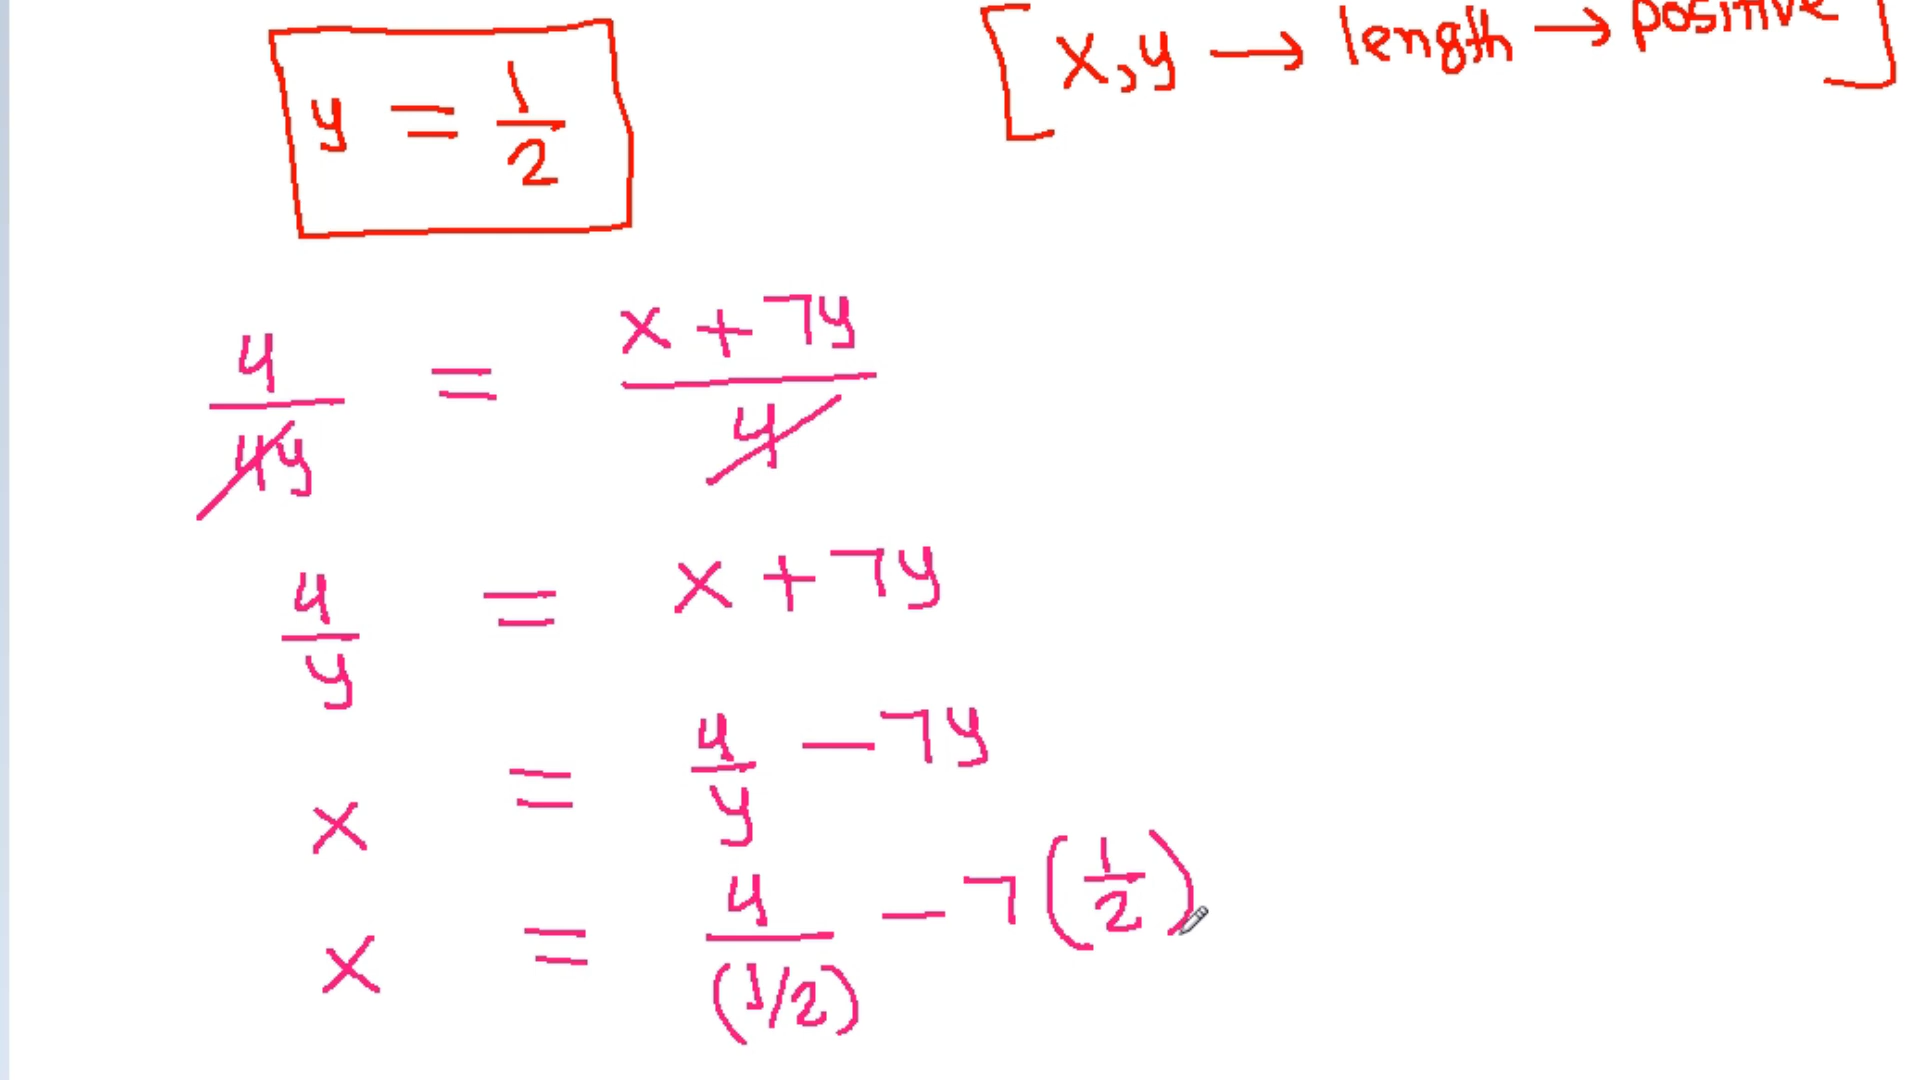 y = 1/2
[x,y → length → positive]
4/4y = (x + 7y)/4
4/y = x + 7y
x = 4/y - 7y
x = 4/(1/2) - 7(1/2)